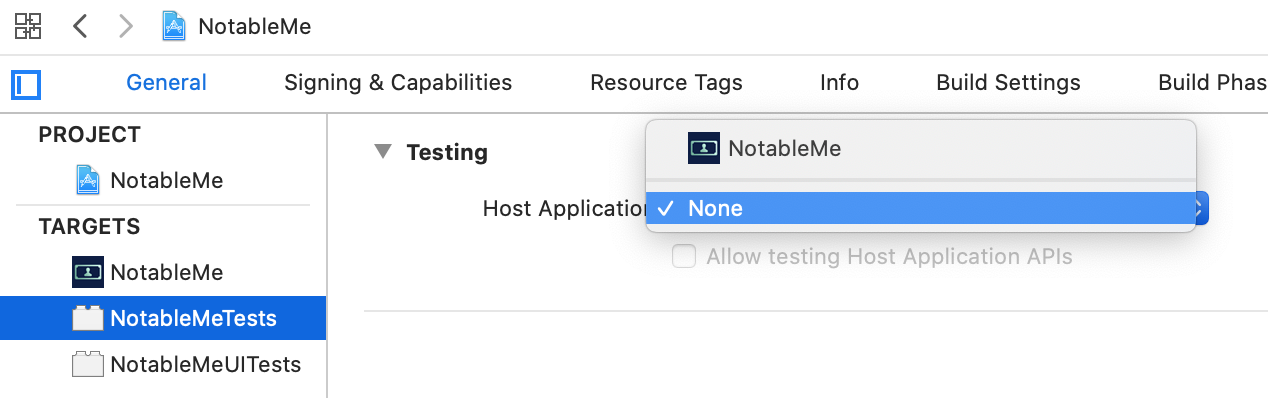 NotableMe
General Signing & Capabilities Resource Tags Info Build Settings Build Phas
PROJECT
NotableMe
TARGETS
NotableMe
NotableMeTests
NotableMeUITests
Testing
NotableMe
Host Application
✓ None
Allow testing Host Application APIs